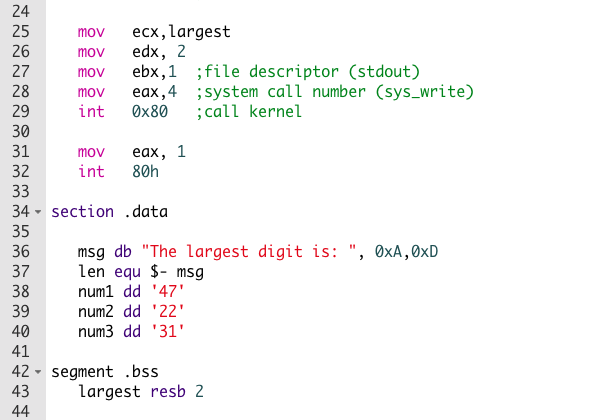 24
25 mov ecx,largest
26 mov edx, 2
27 mov ebx,1 ;file descriptor (stdout)
28 mov eax,4 ;system call number (sys_write)
29 int 0x80 ;call kernel
30
31 mov eax, 1
32 int 80h
33
34 section .data
35
36 msg db "The largest digit is: ", 0xA,0xD
37 len equ $- msg
38 num1 dd '47'
39 num2 dd '22'
40 num3 dd '31'
41
42 segment .bss
43 largest resb 2
44